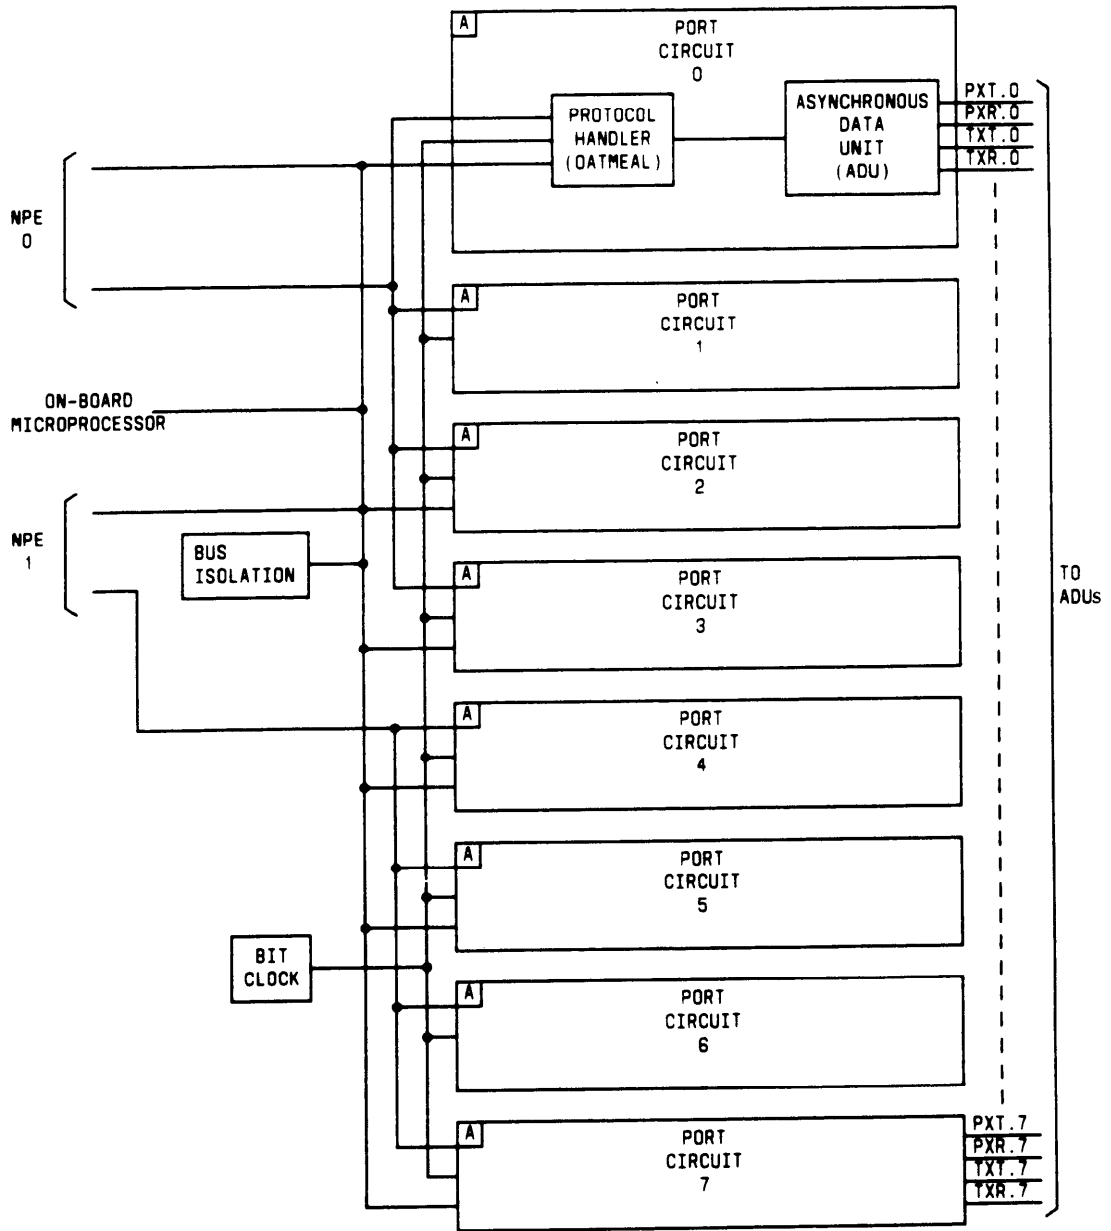 A
PORT
CIRCUIT
0
PROTOCOL
HANDLER
(OATMEAL)
ASYNCHRONOUS
DATA
UNIT
(ADU)
PXT.0
PXR.0
TXT.0
TXR.0
NPE
0
A
PORT
CIRCUIT
1
ON-BOARD
MICROPROCESSOR
A
PORT
CIRCUIT
2
NPE
1
BUS
ISOLATION
A
PORT
CIRCUIT
3
TO
ADUs
A
PORT
CIRCUIT
4
A
PORT
CIRCUIT
5
BIT
CLOCK
A
PORT
CIRCUIT
6
A
PORT
CIRCUIT
7
PXT.7
PXR.7
TXT.7
TXR.7